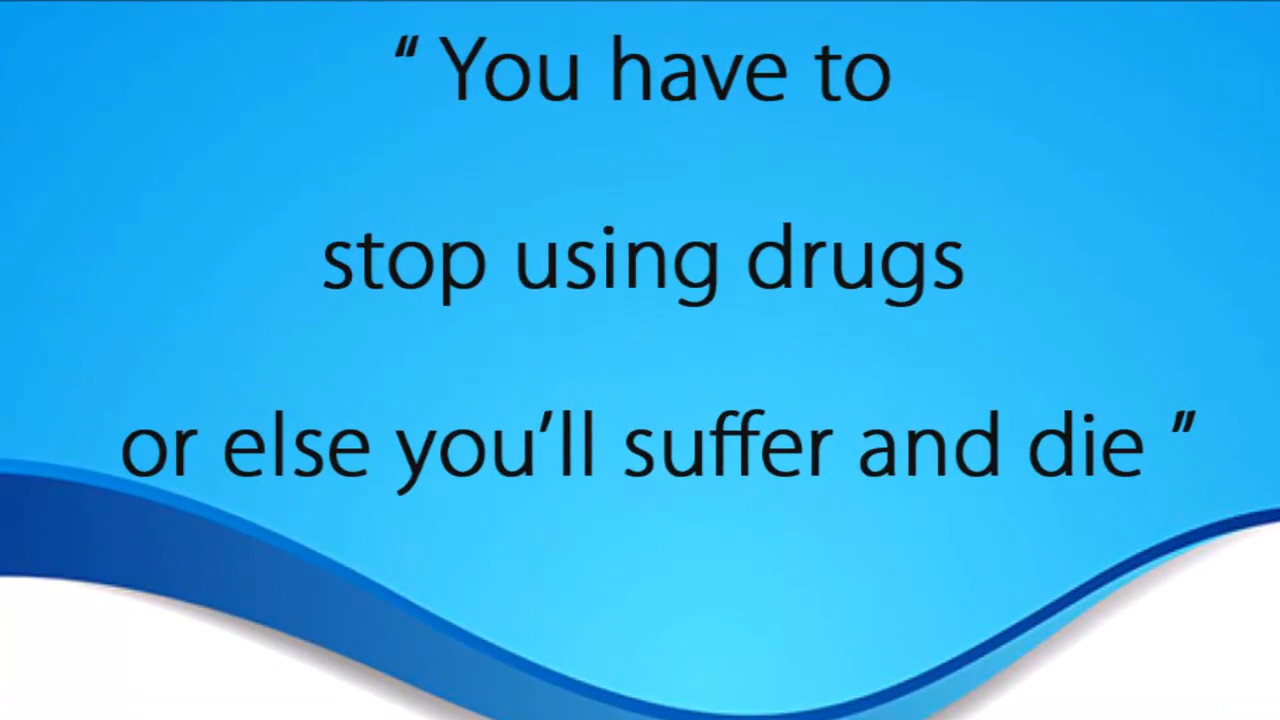 “ You have to
stop using drugs
or else you’ll suffer and die ”